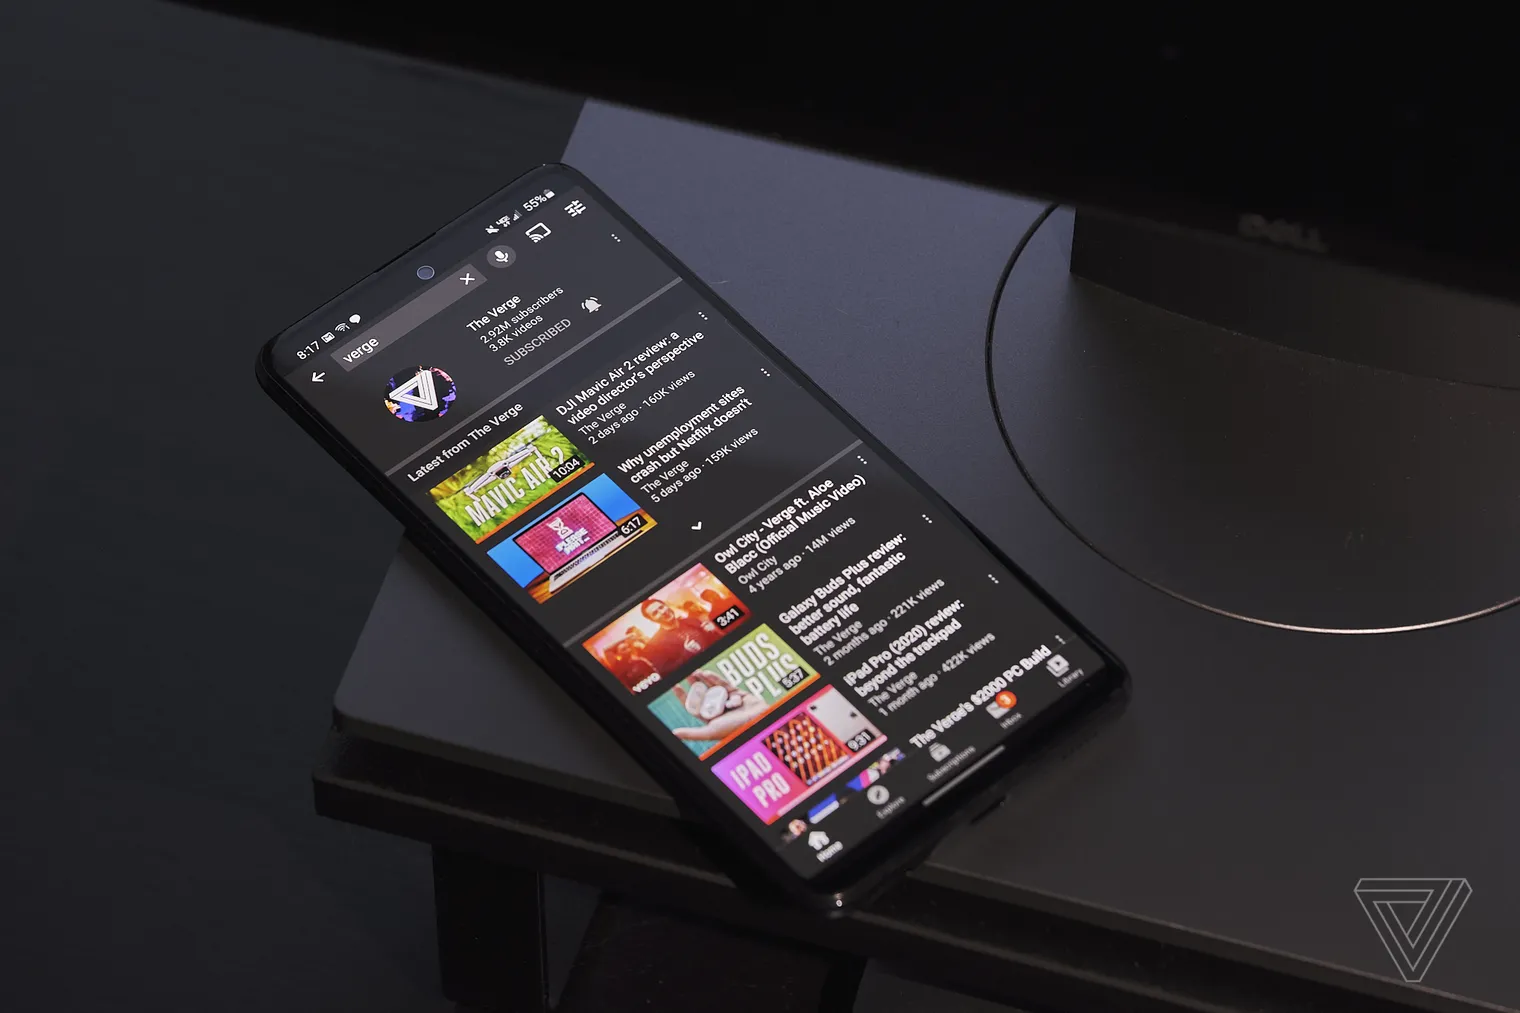 8:17
55%
verge
The Verge
2.92M subscribers
3.8K videos
SUBSCRIBED
Latest from The Verge
MAVIC AIR 2
10:04
DJI Mavic Air 2 review: a
video director's perspective
The Verge
2 days ago · 160K views
6:17
Why unemployment sites
crash but Netflix doesn't
The Verge
5 days ago · 159K views
vevo
3:41
Owl City - Verge ft. Aloe
Blacc (Official Music Video)
Owl City
4 years ago · 14M views
BUDS
PLUS
5:37
Galaxy Buds Plus review:
better sound, fantastic
battery life
The Verge
2 months ago · 221K views
IPAD
PRO
9:31
iPad Pro (2020) review:
beyond the trackpad
The Verge
1 month ago · 422K views
The Verge's $2000 PC Build
Home
Explore
Subscriptions
3
Inbox
Library
DELL